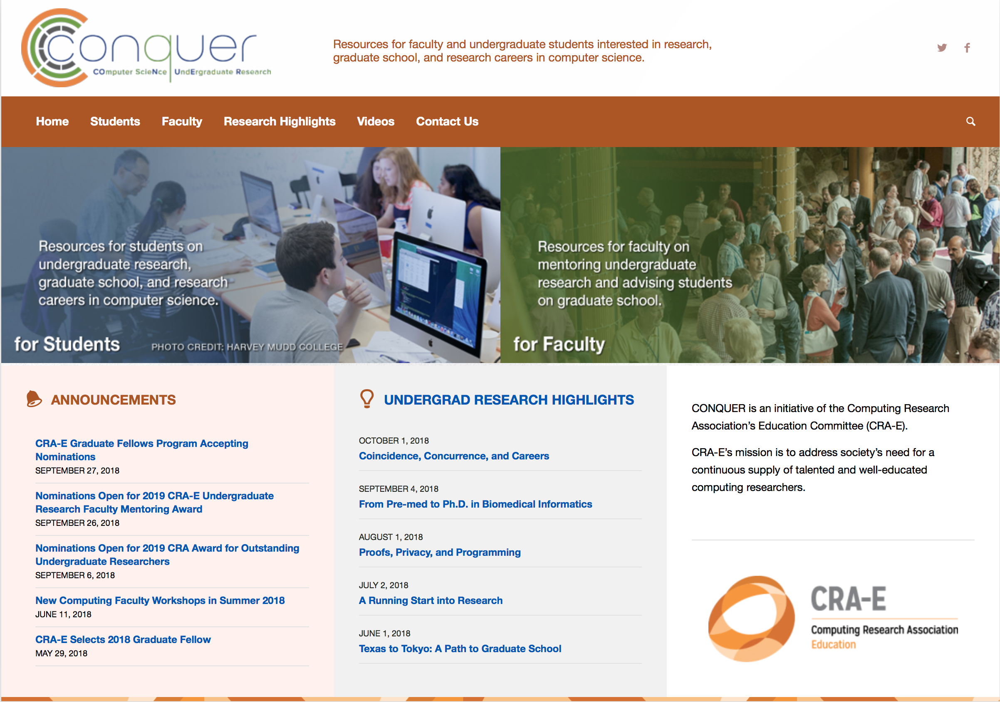 conquer
COmputer ScieNce UndErgraduate Research
Resources for faculty and undergraduate students interested in research,
graduate school, and research careers in computer science.
Home Students Faculty Research Highlights Videos Contact Us
Resources for students on
undergraduate research,
graduate school, and research
careers in computer science.
for Students PHOTO CREDIT: HARVEY MUDD COLLEGE
Resources for faculty on
mentoring undergraduate
research and advising students
on graduate school.
for Faculty
ANNOUNCEMENTS
CRA-E Graduate Fellows Program Accepting
Nominations
SEPTEMBER 27, 2018
Nominations Open for 2019 CRA-E Undergraduate
Research Faculty Mentoring Award
SEPTEMBER 26, 2018
Nominations Open for 2019 CRA Award for Outstanding
Undergraduate Researchers
SEPTEMBER 6, 2018
New Computing Faculty Workshops in Summer 2018
JUNE 11, 2018
CRA-E Selects 2018 Graduate Fellow
MAY 29, 2018
UNDERGRAD RESEARCH HIGHLIGHTS
OCTOBER 1, 2018
Coincidence, Concurrence, and Careers
SEPTEMBER 4, 2018
From Pre-med to Ph.D. in Biomedical Informatics
AUGUST 1, 2018
Proofs, Privacy, and Programming
JULY 2, 2018
A Running Start into Research
JUNE 1, 2018
Texas to Tokyo: A Path to Graduate School
CONQUER is an initiative of the Computing Research
Association’s Education Committee (CRA-E).
CRA-E’s mission is to address society’s need for a
continuous supply of talented and well-educated
computing researchers.
CRA-E
Computing Research Association
Education